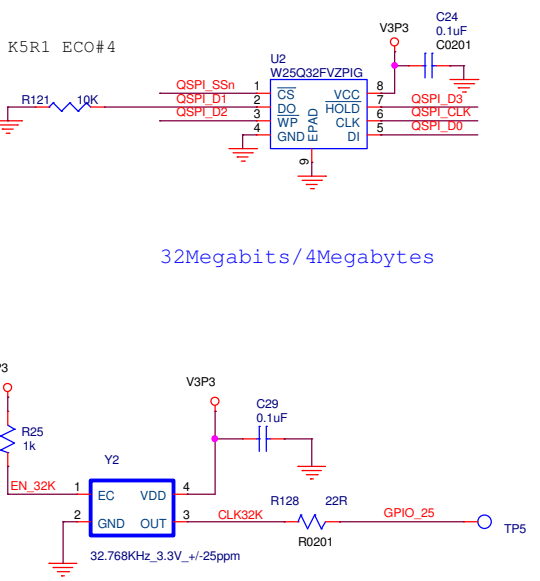 C24
V3P3
0.1uF
K5R1 ECO#4
C0201
U2
W25Q32FVZPIG
QSPI_SSn 1 CS VCC 8
R121 10K QSPI_D1 2 DO HOLD 7 QSPI_D3
QSPI_D2 3 WP CLK 6 QSPI_CLK
4 GND EPAD DI 5 QSPI_D0
9
32Megabits/4Megabytes
V3P3
C29
0.1uF
R25
1k
Y2
EN_32K 1 EC VDD 4
2 GND OUT 3 CLK32K R128 22R GPIO_25 TP5
R0201
32.768KHz_3.3V_+/-25ppm